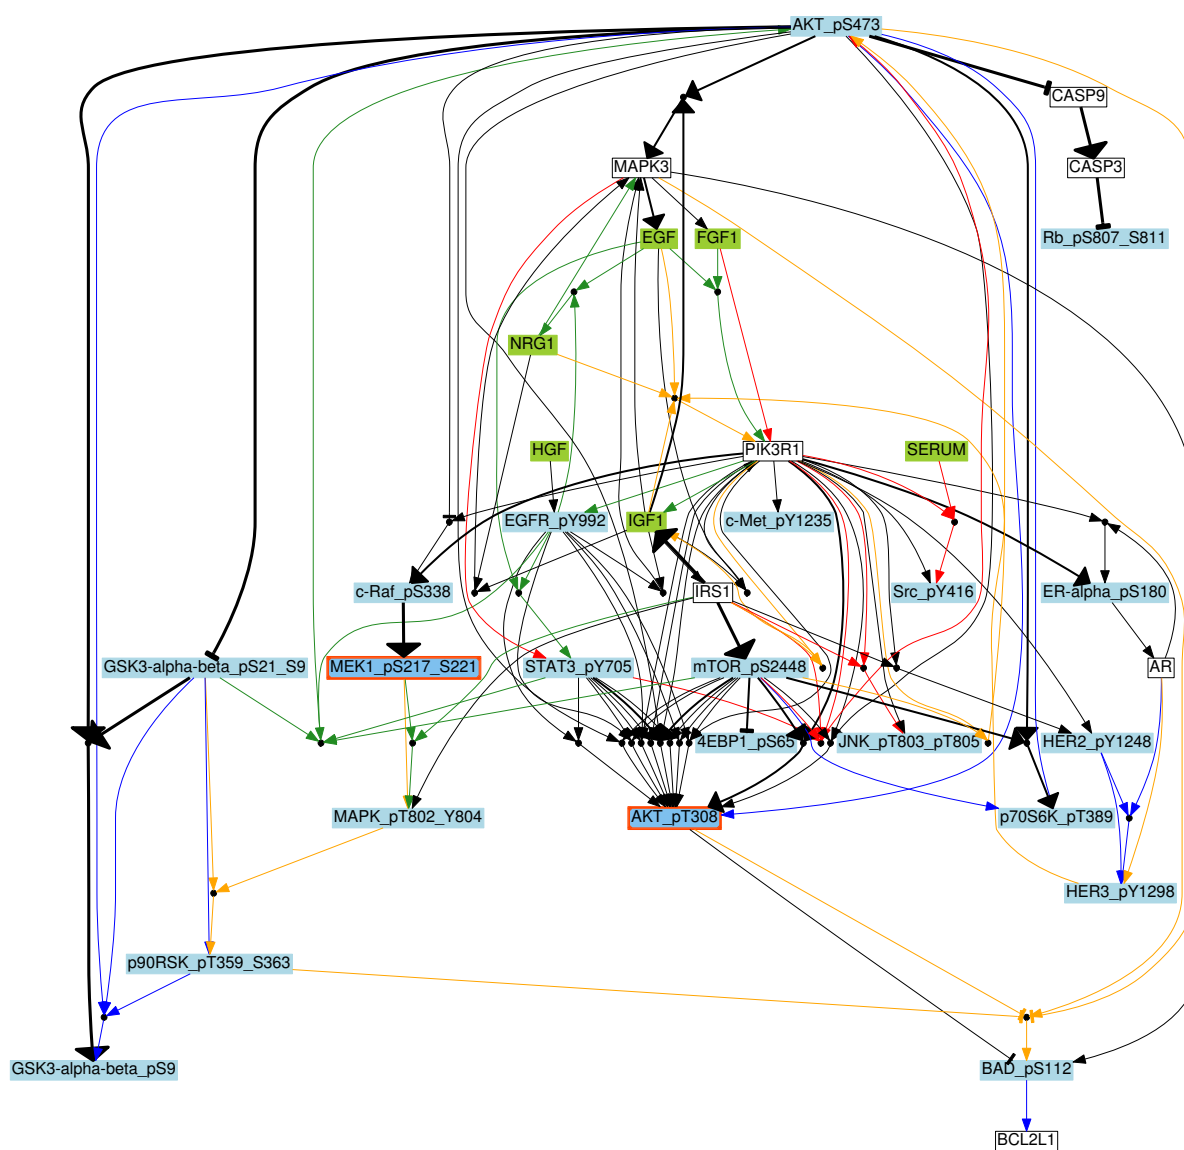 AKT_pS473
CASP9
MAPK3
CASP3
EGF
FGF1
Rb_pS807_S811
NRG1
HGF
PIK3R1
SERUM
EGFR_pY992
IGF1
c-Met_pY1235
c-Raf_pS338
IRS1
Src_pY416
ER-alpha_pS180
GSK3-alpha-beta_pS21_S9
MEK1_pS217_S221
STAT3_pY705
mTOR_pS2448
AR
4EBP1_pS65
JNK_pT803_pT805
HER2_pY1248
MAPK_pT802_Y804
AKT_pT308
p70S6K_pT389
HER3_pY1298
p90RSK_pT359_S363
GSK3-alpha-beta_pS9
BAD_pS112
BCL2L1